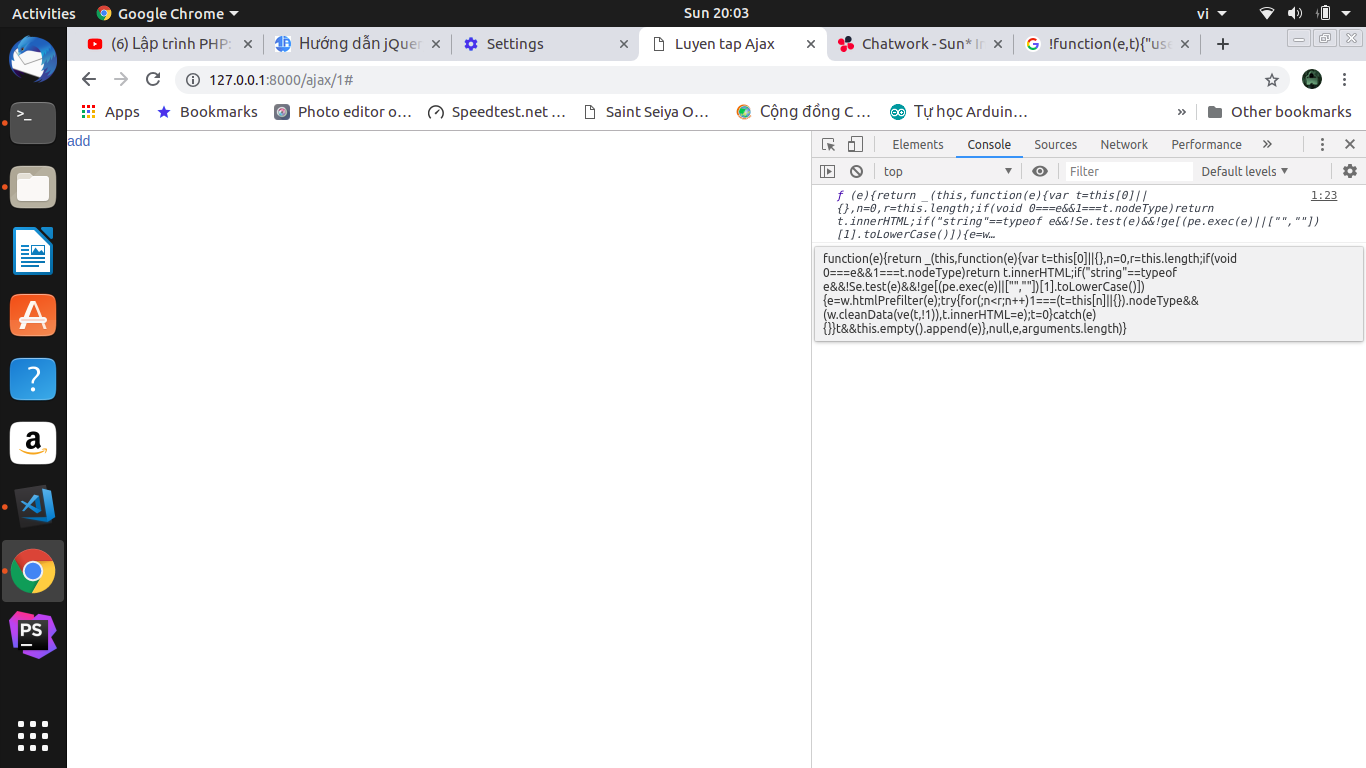 Activities
Google Chrome
Sun 20:03
vi
(6) Lập trình PHP:
Hướng dẫn jQuer
Settings
Luyen tap Ajax
Chatwork - Sun* In
!function(e,t){"use
127.0.0.1:8000/ajax/1#
Apps
Bookmarks
Photo editor o…
Speedtest.net …
Saint Seiya O…
Cộng đồng C …
Tự học Arduin…
»
Other bookmarks
add
Elements
Console
Sources
Network
Performance
»
top
Filter
Default levels
ƒ (e){return _(this,function(e){var t=this[0]||
1:23
{},n=0,r=this.length;if(void 0===e&&1===t.nodeType)return
t.innerHTML;if("string"==typeof e&&!Se.test(e)&&!ge[(pe.exec(e)||["",""])
[1].toLowerCase()]){e=w…
function(e){return _(this,function(e){var t=this[0]||{},n=0,r=this.length;if(void
0===e&&1===t.nodeType)return t.innerHTML;if("string"==typeof
e&&!Se.test(e)&&!ge[(pe.exec(e)||["",""])[1].toLowerCase()])
{e=w.htmlPrefilter(e);try{for(;n<r;n++)1===(t=this[n]||{}).nodeType&&
(w.cleanData(ve(t,!1)),t.innerHTML=e);t=0}catch(e)
{}}t&&this.empty().append(e)},null,e,arguments.length)}
>_
?
a
PS